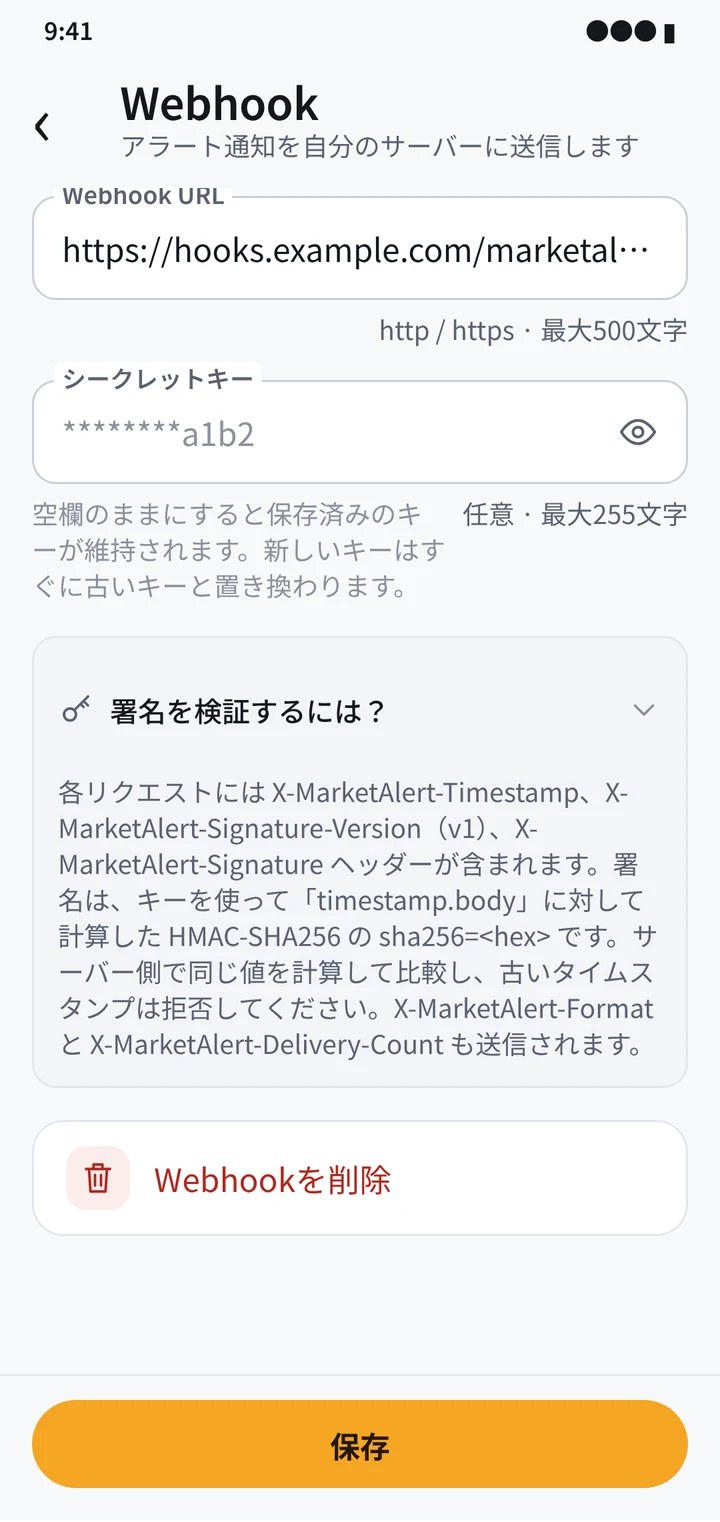 9:41
Webhook
アラート通知を自分のサーバーに送信します
Webhook URL
https://hooks.example.com/marketal…
http / https · 最大500文字
シークレットキー
********a1b2
空欄のままにすると保存済みのキ
ーが維持されます。新しいキーはす
ぐに古いキーと置き換わります。
任意 · 最大255文字
署名を検証するには？
各リクエストには X-MarketAlert-Timestamp、X-
MarketAlert-Signature-Version（v1）、X-
MarketAlert-Signature ヘッダーが含まれます。署
名は、キーを使って「timestamp.body」に対して
計算した HMAC-SHA256 の sha256=<hex> です。サ
ーバー側で同じ値を計算して比較し、古いタイムス
タンプは拒否してください。X-MarketAlert-Format
と X-MarketAlert-Delivery-Count も送信されます。
Webhookを削除
保存